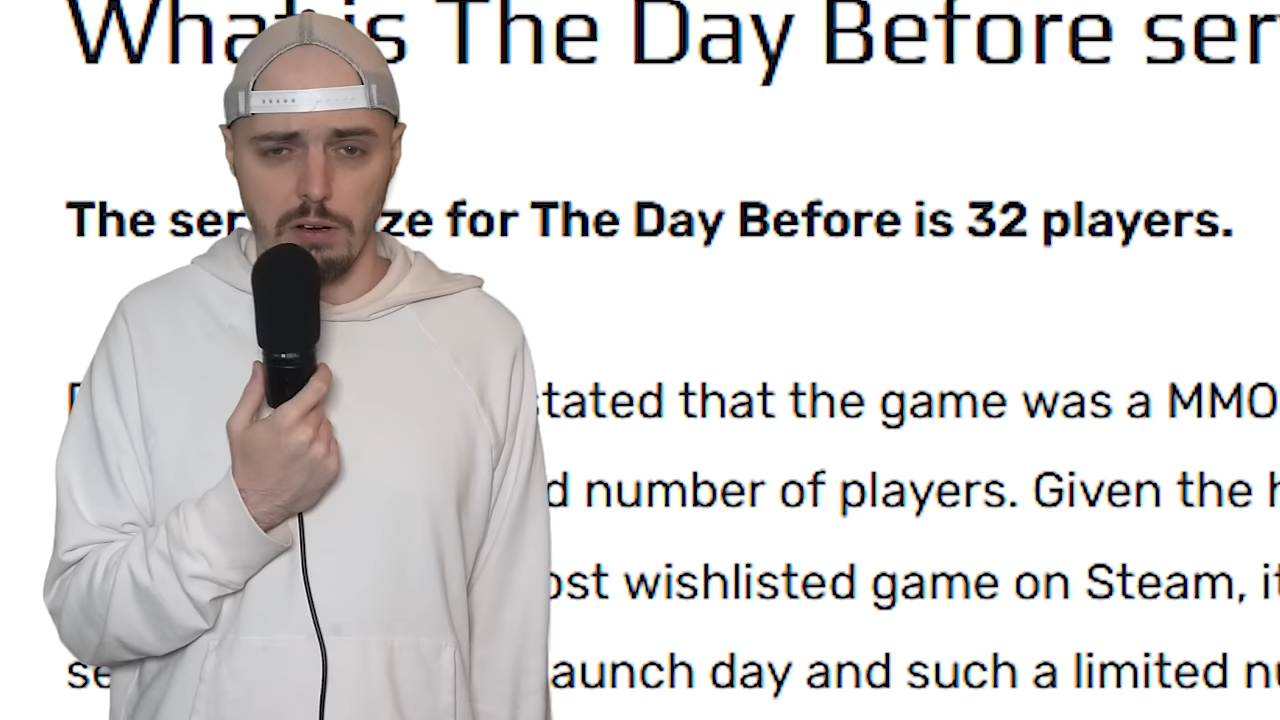 What is The Day Before ser
The ser ze for The Day Before is 32 players.
stated that the game was a MMO
d number of players. Given the h
ost wishlisted game on Steam, it
se aunch day and such a limited nu